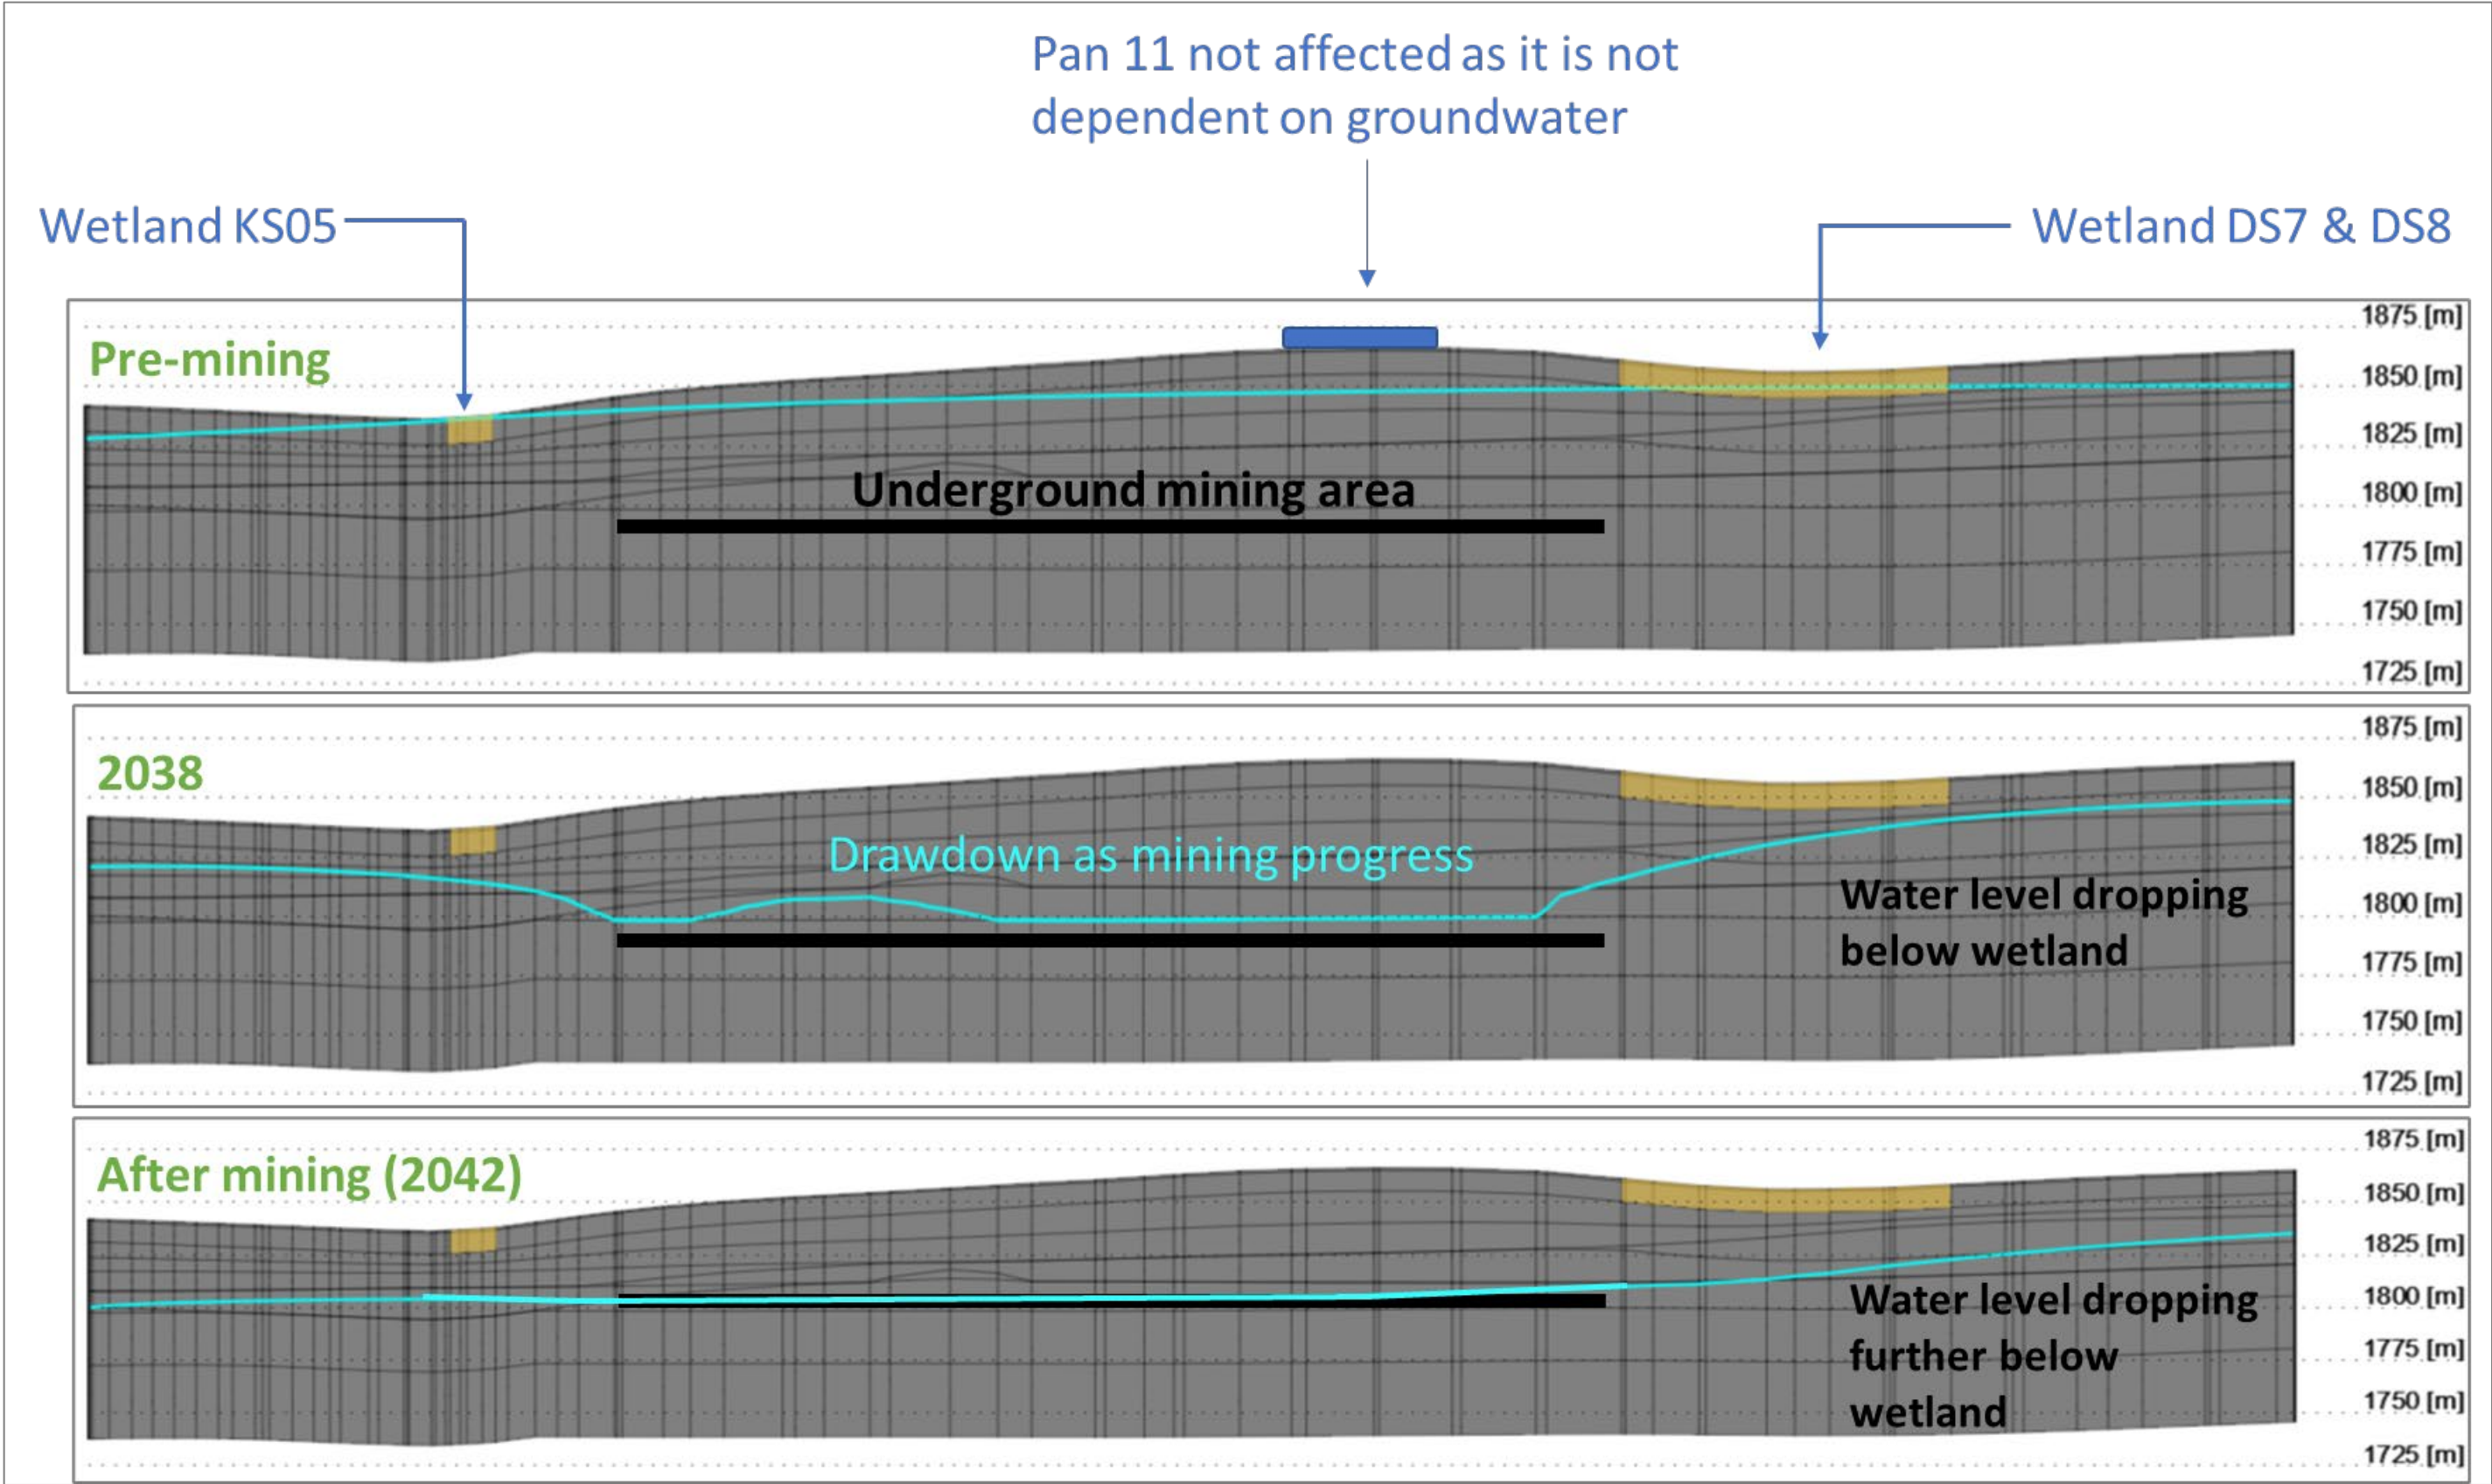 Pan 11 not affected as it is not
dependent on groundwater
Wetland KS05
Wetland DS7 & DS8
Pre-mining
Underground mining area
1875 [m]
1850 [m]
1825 [m]
1800 [m]
1775 [m]
1750 [m]
1725 [m]
2038
Drawdown as mining progress
Water level dropping
below wetland
1875 [m]
1850 [m]
1825 [m]
1800 [m]
1775 [m]
1750 [m]
1725 [m]
After mining (2042)
Water level dropping
further below
wetland
1875 [m]
1850 [m]
1825 [m]
1800 [m]
1775 [m]
1750 [m]
1725 [m]